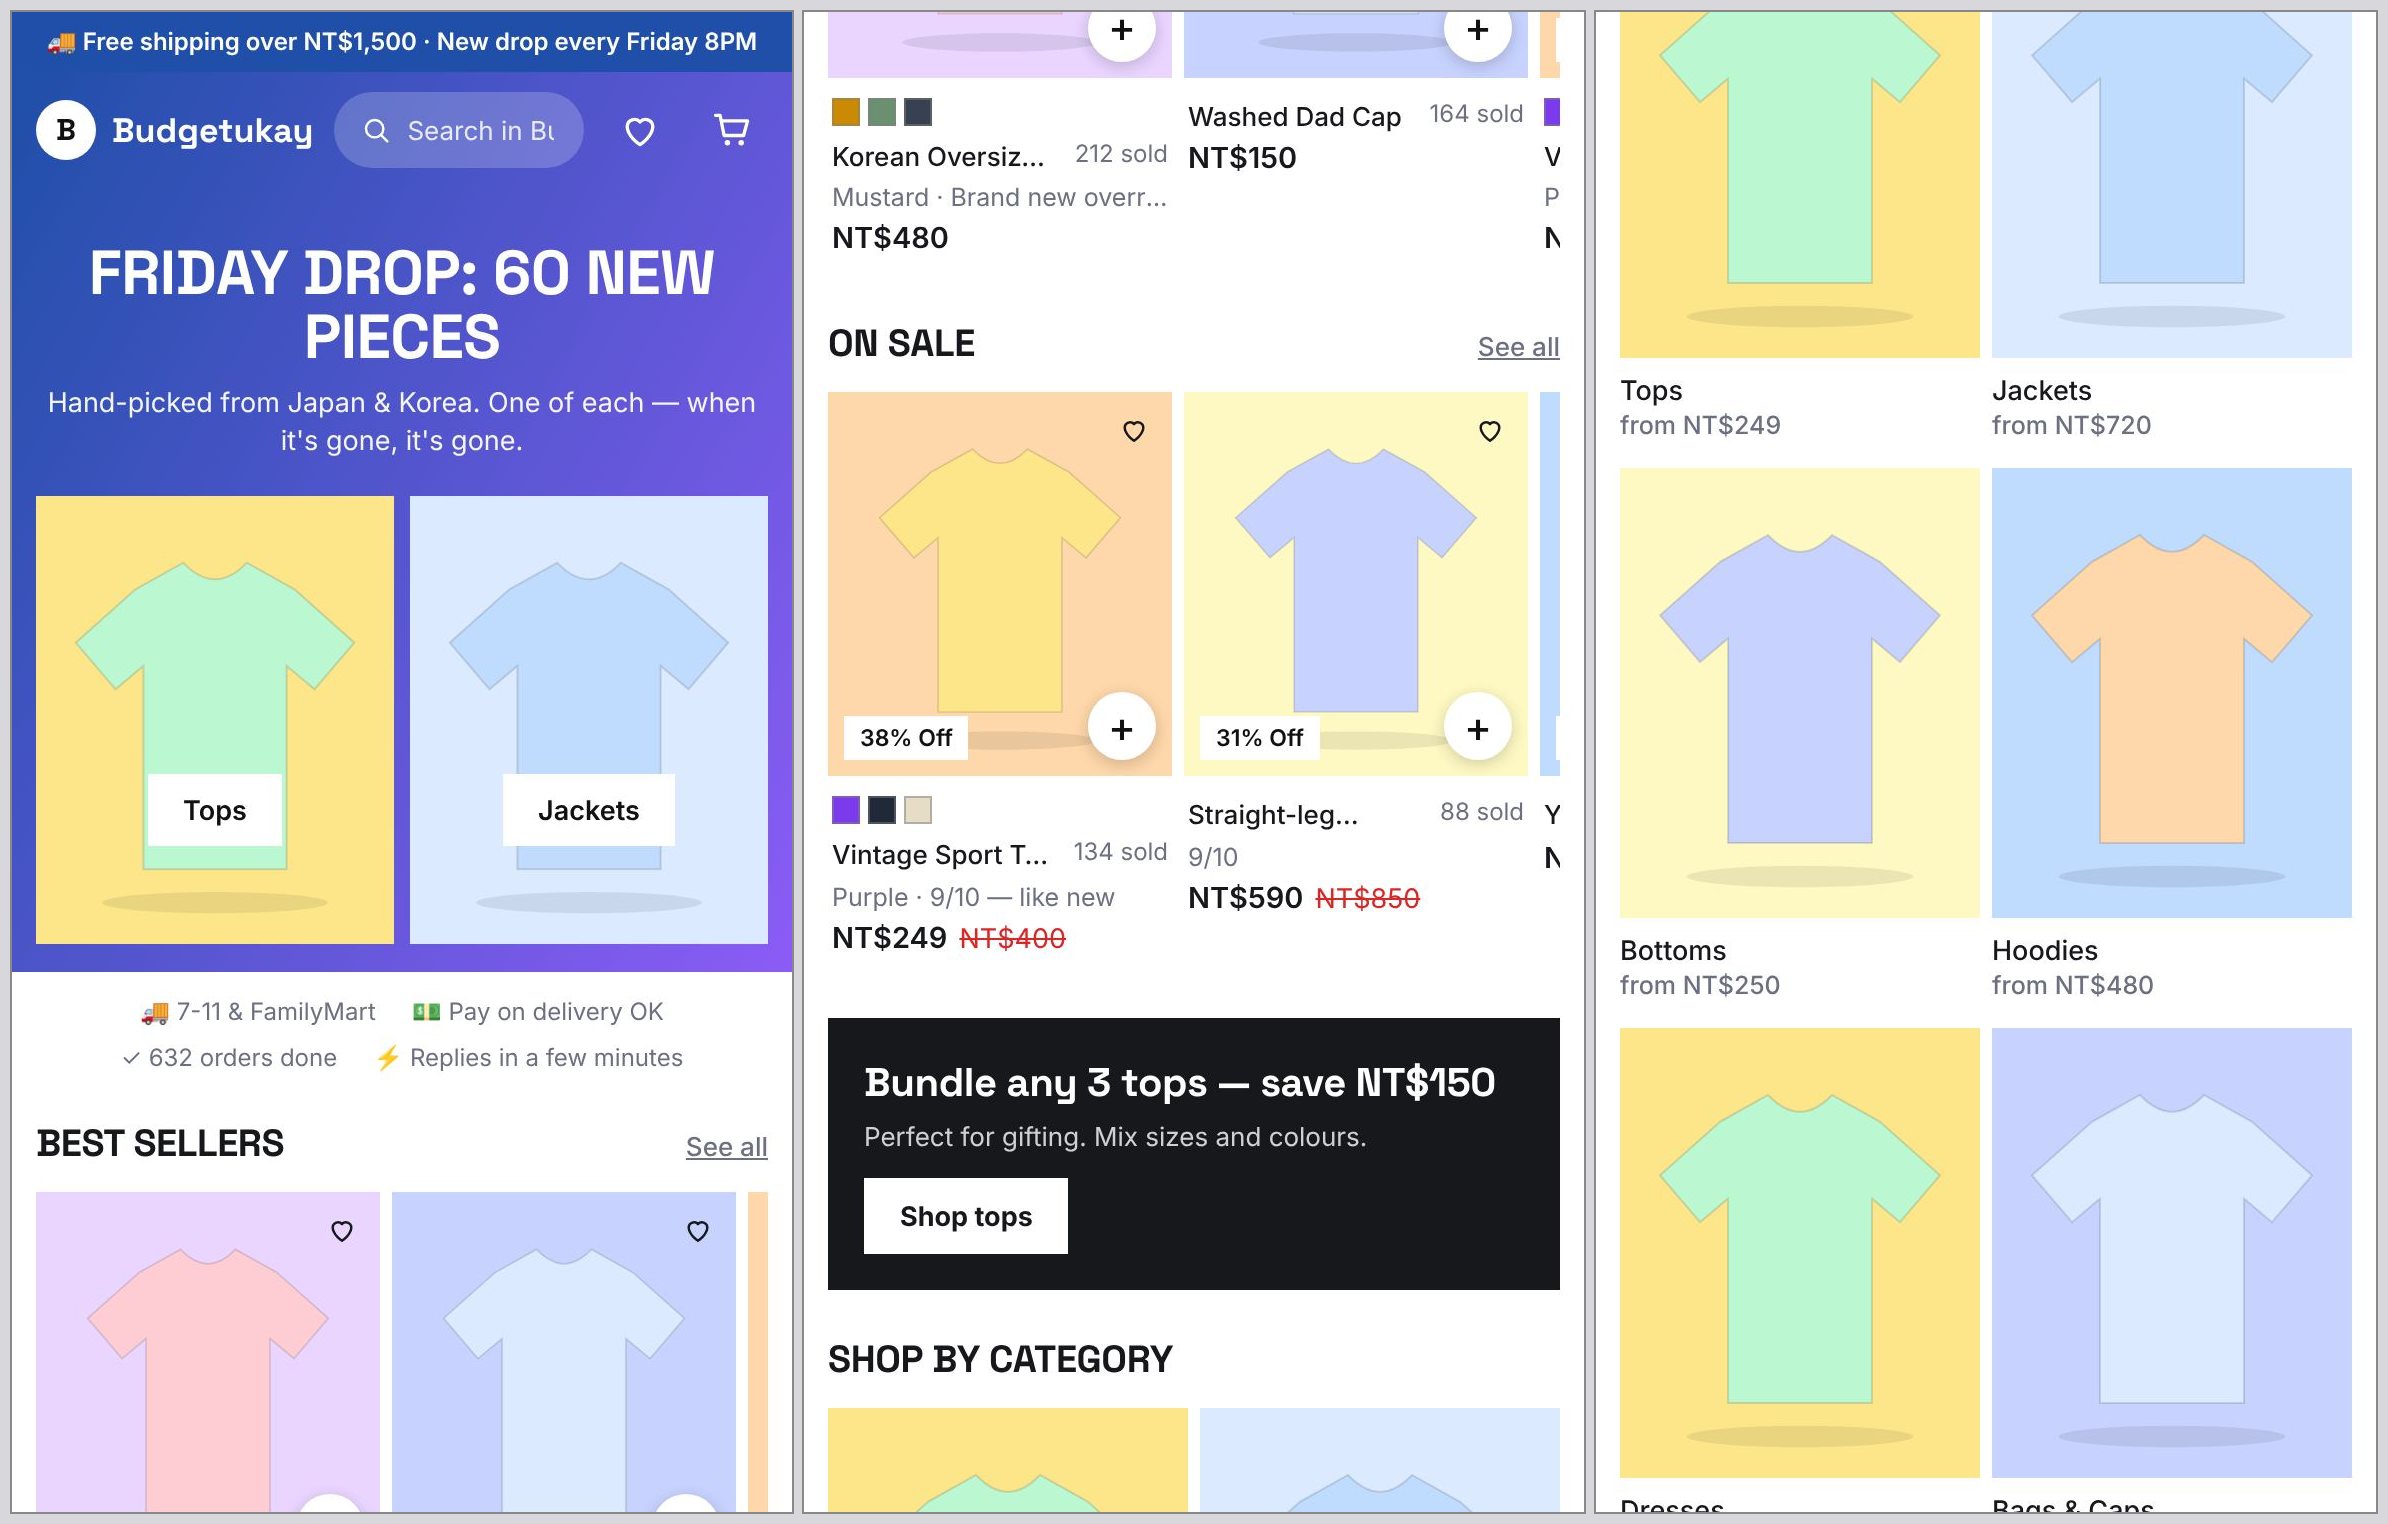 🚚 Free shipping over NT$1,500 · New drop every Friday 8PM
B Budgetukay
Search in Bu
FRIDAY DROP: 60 NEW
PIECES
Hand-picked from Japan & Korea. One of each — when
it's gone, it's gone.
Tops
Jackets
🚚 7-11 & FamilyMart 💵 Pay on delivery OK
✓ 632 orders done ⚡ Replies in a few minutes
BEST SELLERS
See all
+
+
Korean Oversiz... 212 sold
Mustard · Brand new overr...
NT$480
Washed Dad Cap 164 sold
NT$150
V
P
N
ON SALE
See all
38% Off
+
31% Off
+
Vintage Sport T... 134 sold
Purple · 9/10 — like new
NT$249 NT$400
Straight-leg... 88 sold
9/10
NT$590 NT$850
Y
N
Bundle any 3 tops — save NT$150
Perfect for gifting. Mix sizes and colours.
Shop tops
SHOP BY CATEGORY
Tops
from NT$249
Jackets
from NT$720
Bottoms
from NT$250
Hoodies
from NT$480
Dresses
Bags & Caps